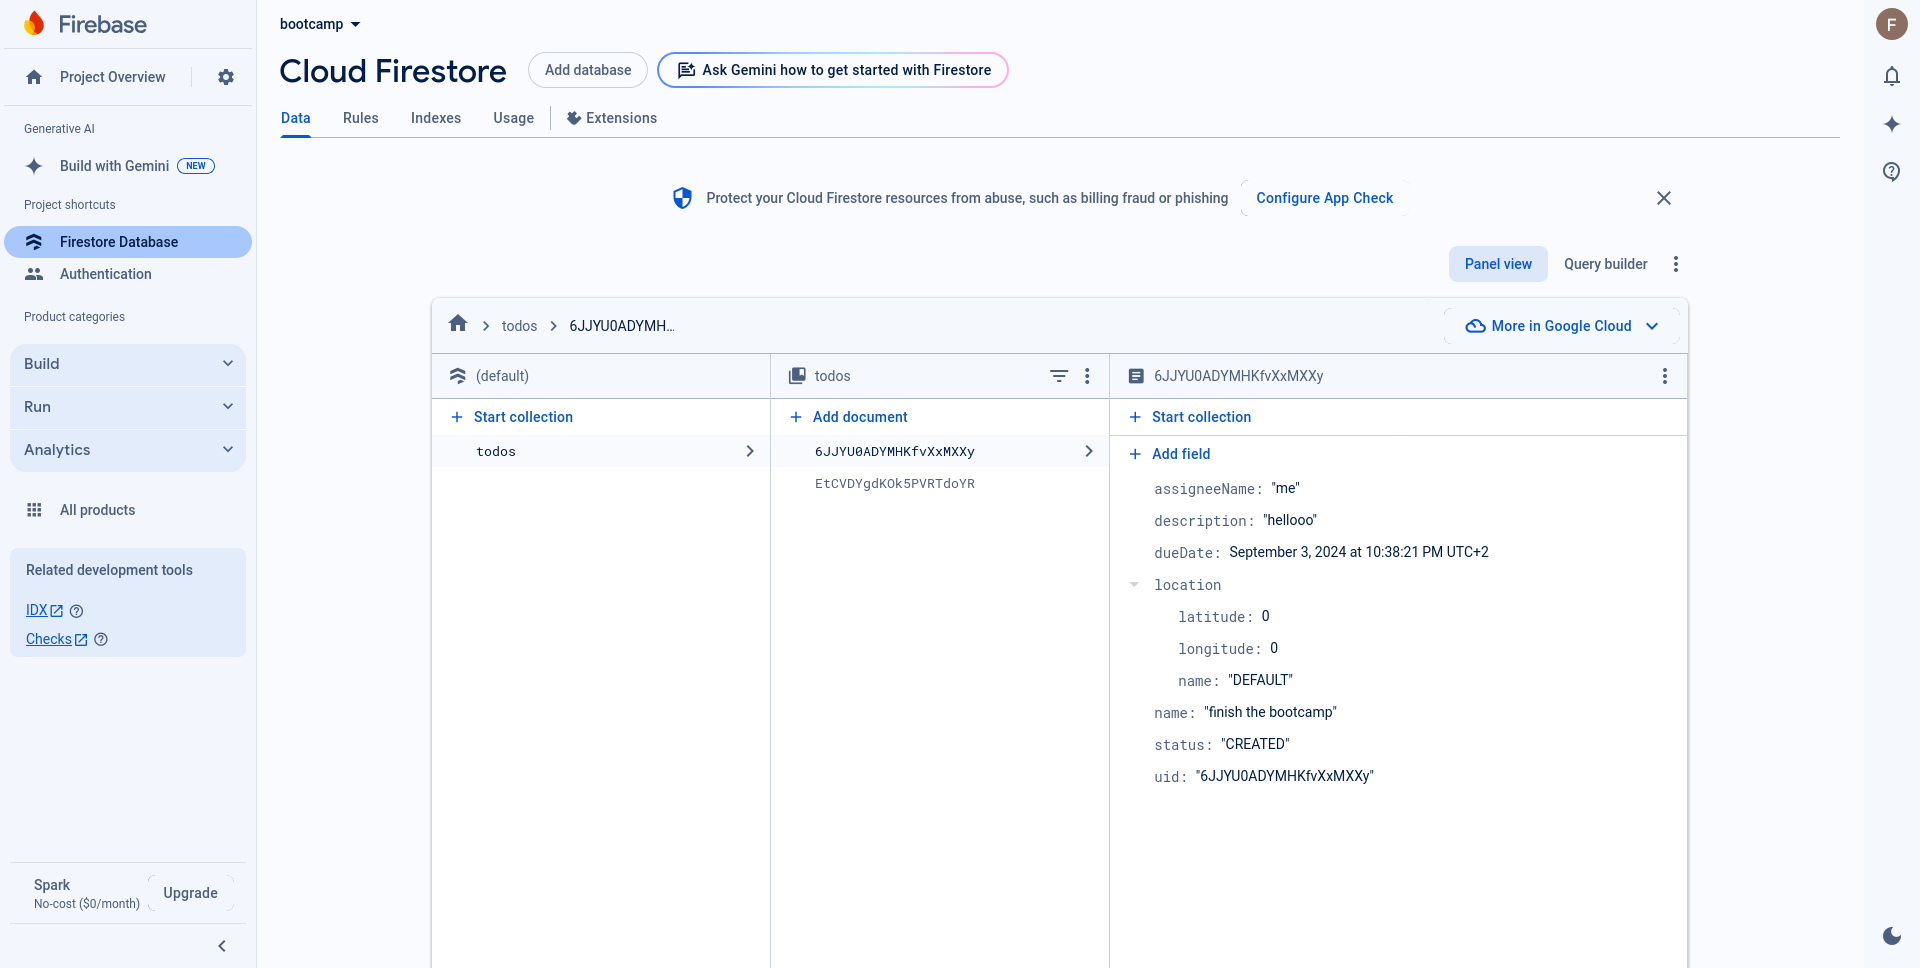 Firebase
bootcamp
F
Cloud Firestore
Add database
Ask Gemini how to get started with Firestore
Project Overview
Data
Rules
Indexes
Usage
Extensions
Generative AI
Build with Gemini
NEW
Project shortcuts
Firestore Database
Authentication
Product categories
Build
Run
Analytics
All products
Related development tools
IDX
Checks
Spark
No-cost ($0/month)
Upgrade
Protect your Cloud Firestore resources from abuse, such as billing fraud or phishing
Configure App Check
Panel view
Query builder
todos
6JJYU0ADYMH...
More in Google Cloud
(default)
Start collection
todos
todos
Add document
6JJYU0ADYMHKfvXxMXXy
EtCVDYgdKOk5PVRTdoYR
6JJYU0ADYMHKfvXxMXXy
Start collection
Add field
assigneeName: "me"
description: "hellooo"
dueDate: September 3, 2024 at 10:38:21 PM UTC+2
location
latitude: 0
longitude: 0
name: "DEFAULT"
name: "finish the bootcamp"
status: "CREATED"
uid: "6JJYU0ADYMHKfvXxMXXy"